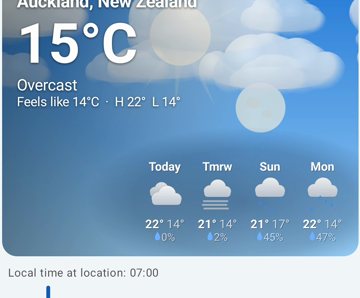 Auckland, New Zealand
15°C
Overcast
Feels like 14°C · H 22° L 14°
Today Tmrw Sun Mon
22° 14° 21° 14° 21° 17° 22° 14°
0% 2% 45% 47%
Local time at location: 07:00